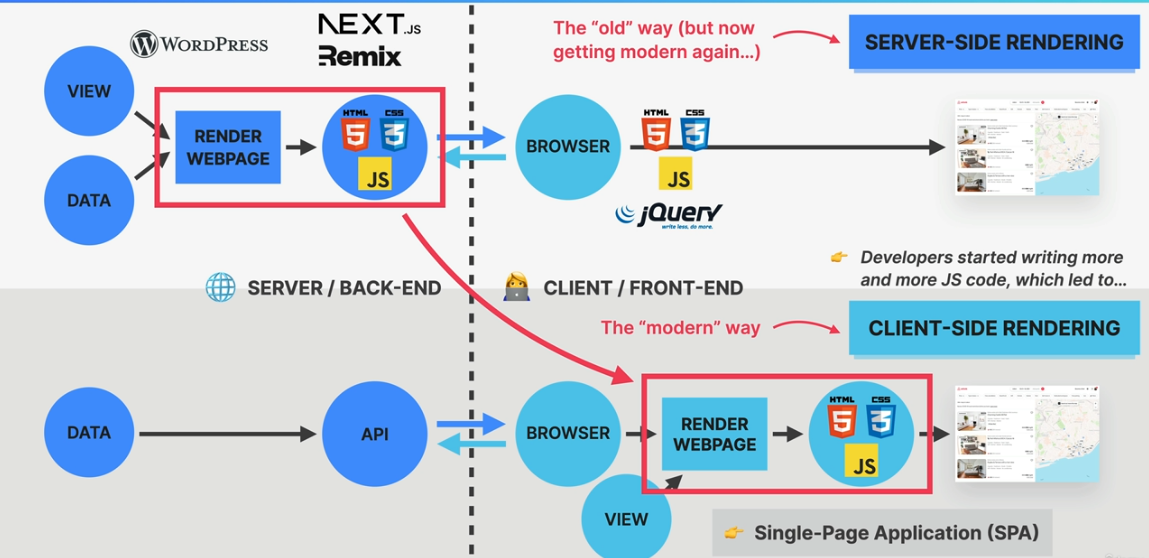 WORDPRESS
NEXT.JS
Remix
The “old” way (but now
getting modern again...)
SERVER-SIDE RENDERING
VIEW
DATA
RENDER
WEBPAGE
HTML
5
CSS
3
JS
BROWSER
HTML
5
CSS
3
JS
jQuery
write less, do more.
SERVER / BACK-END
CLIENT / FRONT-END
👉 Developers started writing more
and more JS code, which led to...
The “modern” way
CLIENT-SIDE RENDERING
DATA
API
BROWSER
RENDER
WEBPAGE
HTML
5
CSS
3
JS
VIEW
👉 Single-Page Application (SPA)